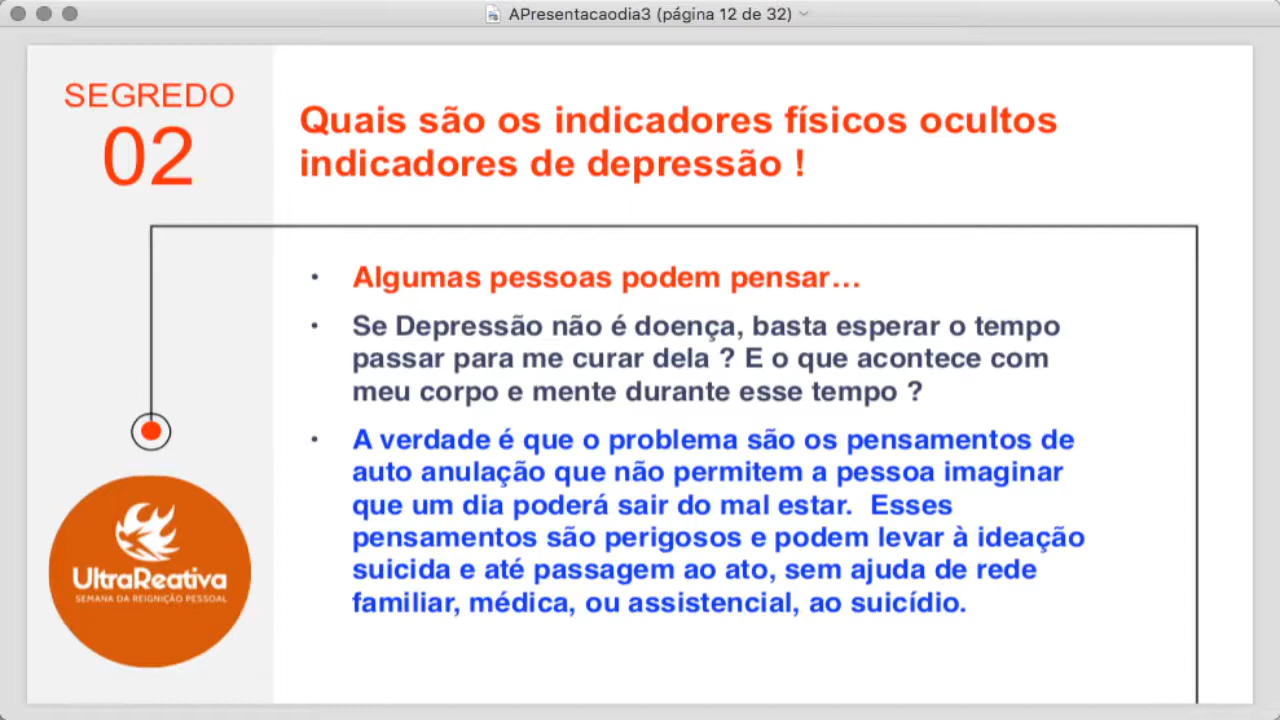 APresentacaodia3 (página 12 de 32)
SEGREDO
02
Quais são os indicadores físicos ocultos
indicadores de depressão !
• Algumas pessoas podem pensar...
• Se Depressão não é doença, basta esperar o tempo
passar para me curar dela ? E o que acontece com
meu corpo e mente durante esse tempo ?
• A verdade é que o problema são os pensamentos de
auto anulação que não permitem a pessoa imaginar
que um dia poderá sair do mal estar.  Esses
pensamentos são perigosos e podem levar à ideação
suicida e até passagem ao ato, sem ajuda de rede
familiar, médica, ou assistencial, ao suicídio.
UltraReativa
SEMANA DA REIGNIÇÃO PESSOAL